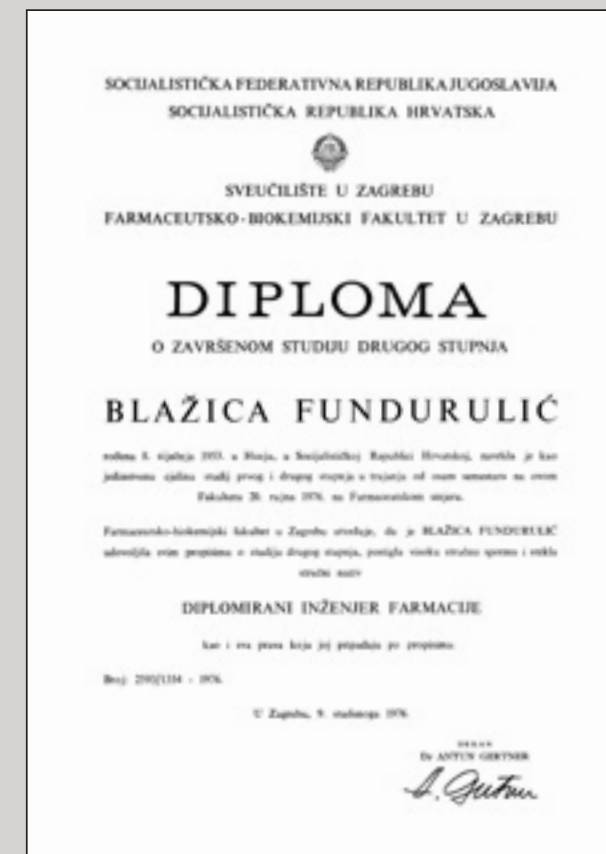 SOCIJALISTIČKA FEDERATIVNA REPUBLIKA JUGOSLAVIJA
SOCIJALISTIČKA REPUBLIKA HRVATSKA
SVEUČILIŠTE U ZAGREBU
FARMACEUTSKO-BIOKEMIJSKI FAKULTET U ZAGREBU
DIPLOMA
O ZAVRŠENOM STUDIJU DRUGOG STUPNJA
BLAŽICA FUNDURULIĆ
rođena 8. siječnja 1953. u, u Socijalističkoj Republici Hrvatskoj, završila je kao
jedinstvenu cjelinu studij prvog i drugog stupnja u trajanju od osam semestara na ovom
Fakultetu 20. rujna 1976. na Farmaceutskom smjeru.
Farmaceutsko-biokemijski fakultet u Zagrebu utvrđuje, da je BLAŽICA FUNDURULIĆ
udovoljila svim propisima o studiju drugog stupnja, postigla visoku stručnu spremu i stekla
stručni naziv
DIPLOMIRANI INŽENJER FARMACIJE
kao i sva prava koja joj pripadaju po propisima.
Broj: - 1976.
U Zagrebu, 9. studenoga 1976.
DEKAN
Dr ANTUN GERTNER